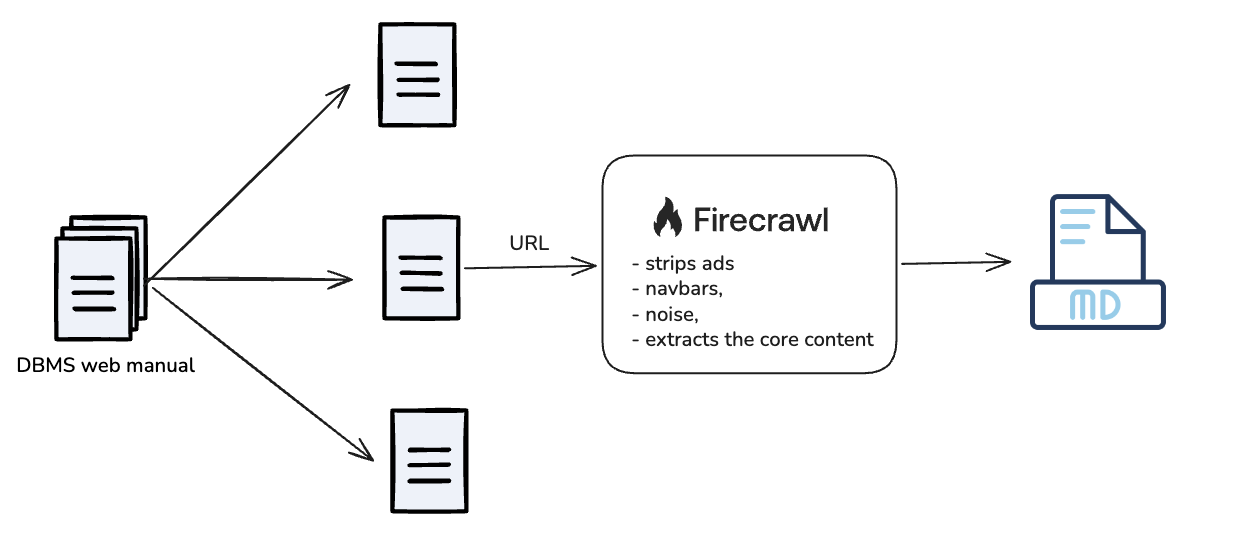 DBMS web manual
URL
Firecrawl
- strips ads
- navbars,
- noise,
- extracts the core content
MD